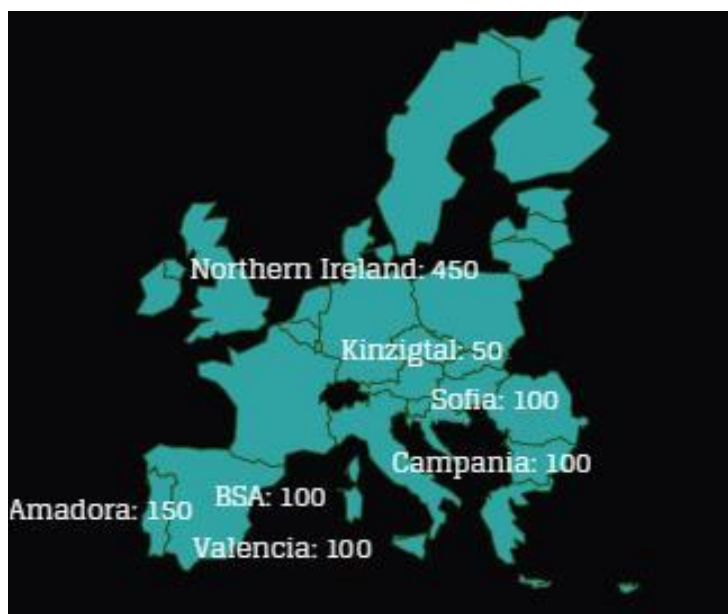 Northern Ireland: 450
Kinzigtal: 50
Sofia: 100
Campania: 100
BSA: 100
Amadora: 150
Valencia: 100